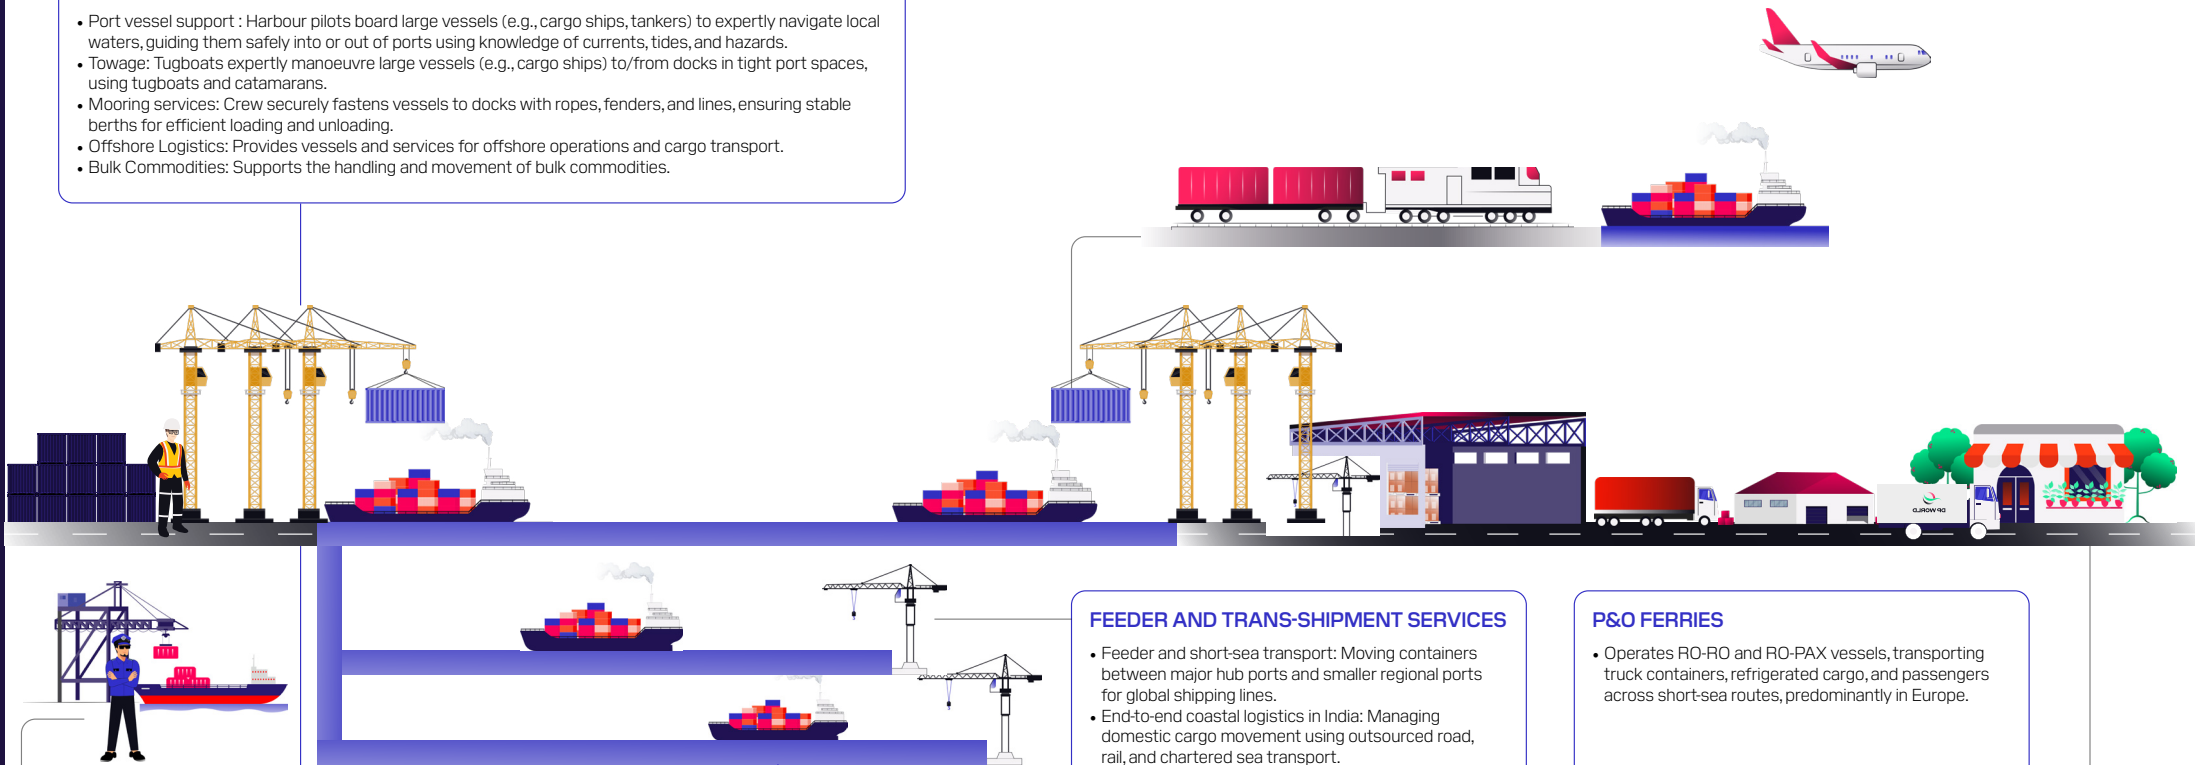 • Port vessel support : Harbour pilots board large vessels (e.g., cargo ships, tankers) to expertly navigate local
waters, guiding them safely into or out of ports using knowledge of currents, tides, and hazards.
• Towage: Tugboats expertly manoeuvre large vessels (e.g., cargo ships) to/from docks in tight port spaces,
using tugboats and catamarans.
• Mooring services: Crew securely fastens vessels to docks with ropes, fenders, and lines, ensuring stable
berths for efficient loading and unloading.
• Offshore Logistics: Provides vessels and services for offshore operations and cargo transport.
• Bulk Commodities: Supports the handling and movement of bulk commodities.
DP WORLD
FEEDER AND TRANS-SHIPMENT SERVICES
• Feeder and short-sea transport: Moving containers
between major hub ports and smaller regional ports
for global shipping lines.
• End-to-end coastal logistics in India: Managing
domestic cargo movement using outsourced road,
rail, and chartered sea transport.
P&O FERRIES
• Operates RO-RO and RO-PAX vessels, transporting
truck containers, refrigerated cargo, and passengers
across short-sea routes, predominantly in Europe.